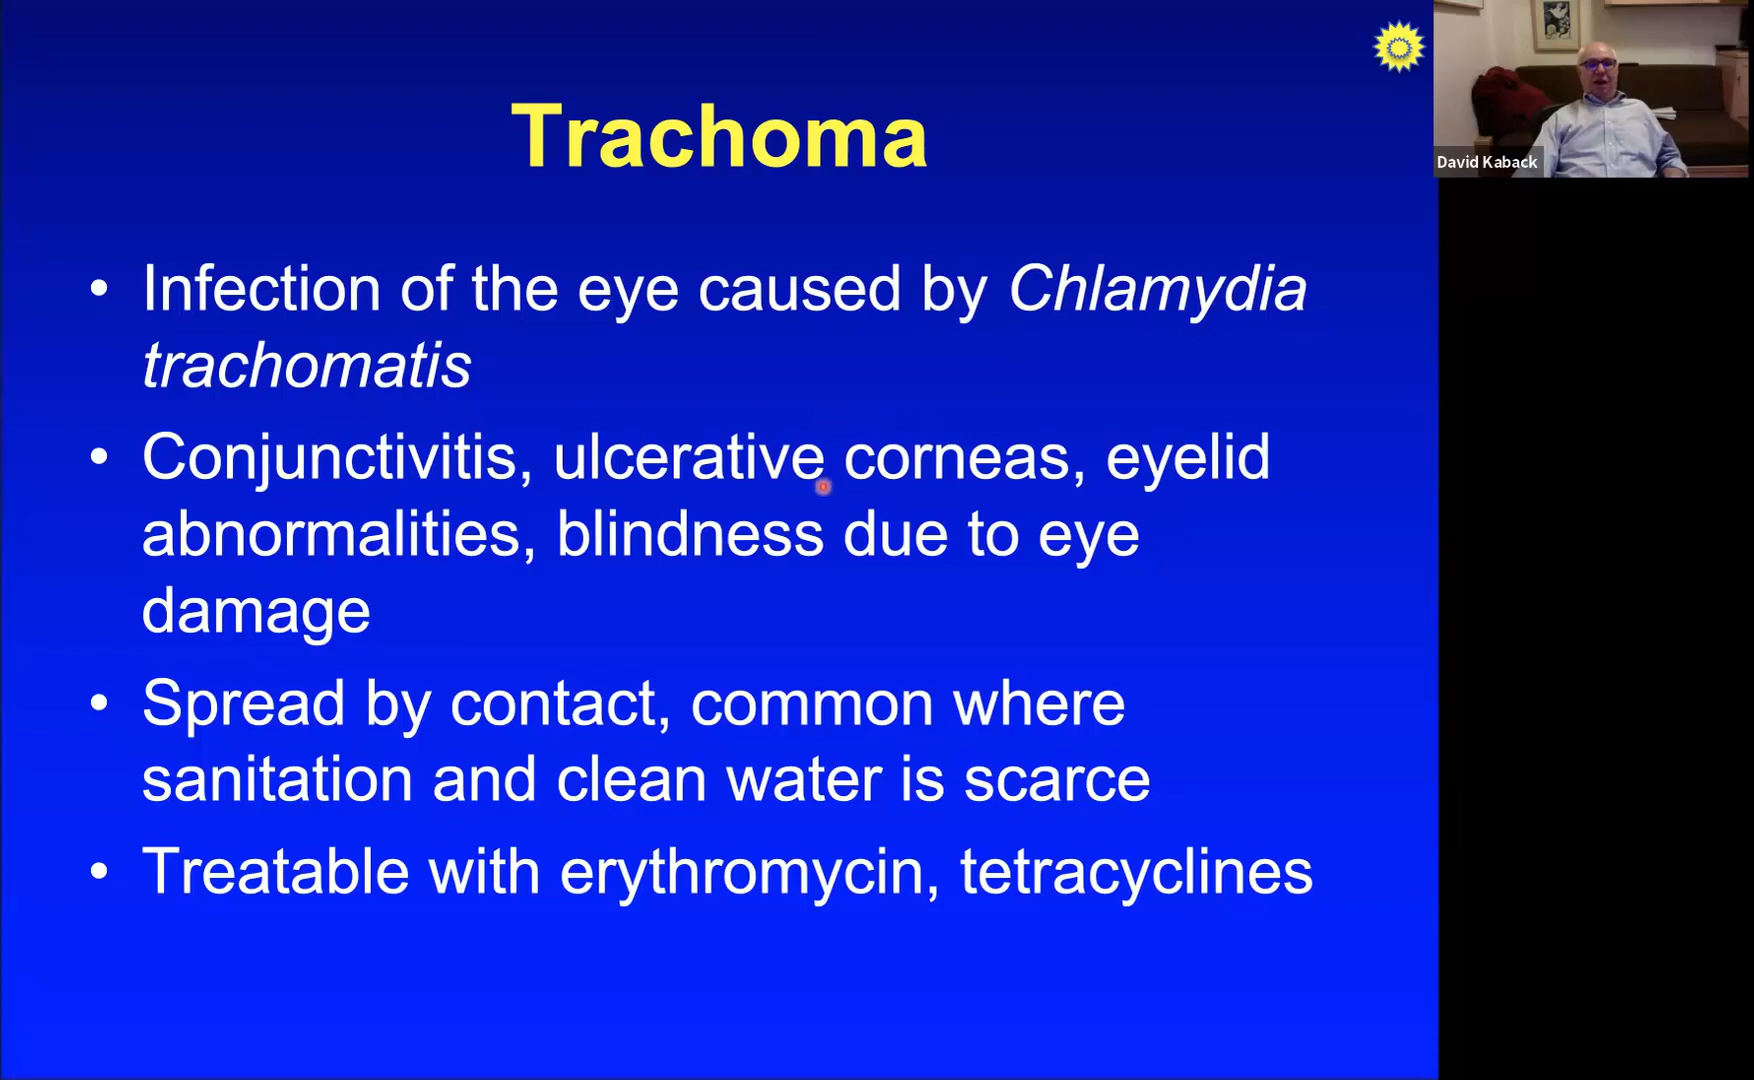 Trachoma
• Infection of the eye caused by Chlamydia
trachomatis
• Conjunctivitis, ulcerative corneas, eyelid
abnormalities, blindness due to eye
damage
• Spread by contact, common where
sanitation and clean water is scarce
• Treatable with erythromycin, tetracyclines
David Kaback